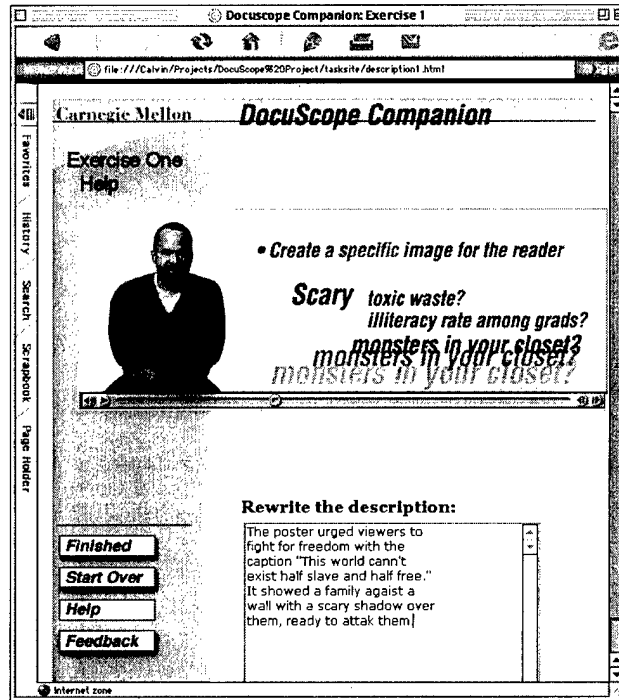 Docuscope Companion: Exercise 1
file:///Calvin/Projects/DocuScope%20Project/tasksite/description1.html
Carnegie Mellon
DocuScope Companion
Favorites
History
Search
Scrapbook
Page Holder
Exercise One
Help
• Create a specific image for the reader
Scary toxic waste?
illiteracy rate among grads?
monsters in your closet?
monsters in your closet?
monsters in your closet?
Rewrite the description:
The poster urged viewers to
fight for freedom with the
caption "This world cann't
exist half slave and half free."
It showed a family agaist a
wall with a scary shadow over
them, ready to attak them
Finished
Start Over
Help
Feedback
Internet zone